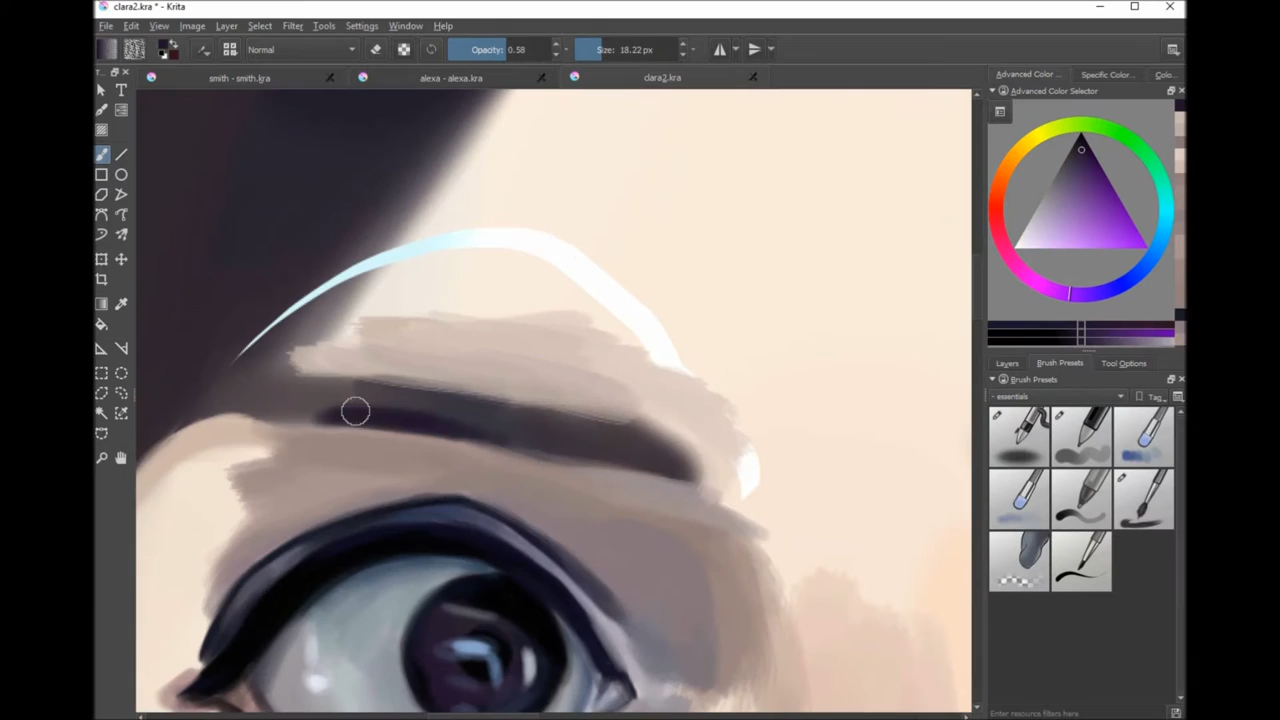 clara2.kra * - Krita
File Edit View Image Layer Select Filter Tools Settings Window Help
Normal Opacity: 0.58 Size: 18.22 px
smith - smith.kra alexa - alexa.kra clara2.kra
T...
Advanced Color ... Specific Color... Colo...
Advanced Color Selector
Layers Brush Presets Tool Options
Brush Presets
essentials Tag
Enter resource filters here